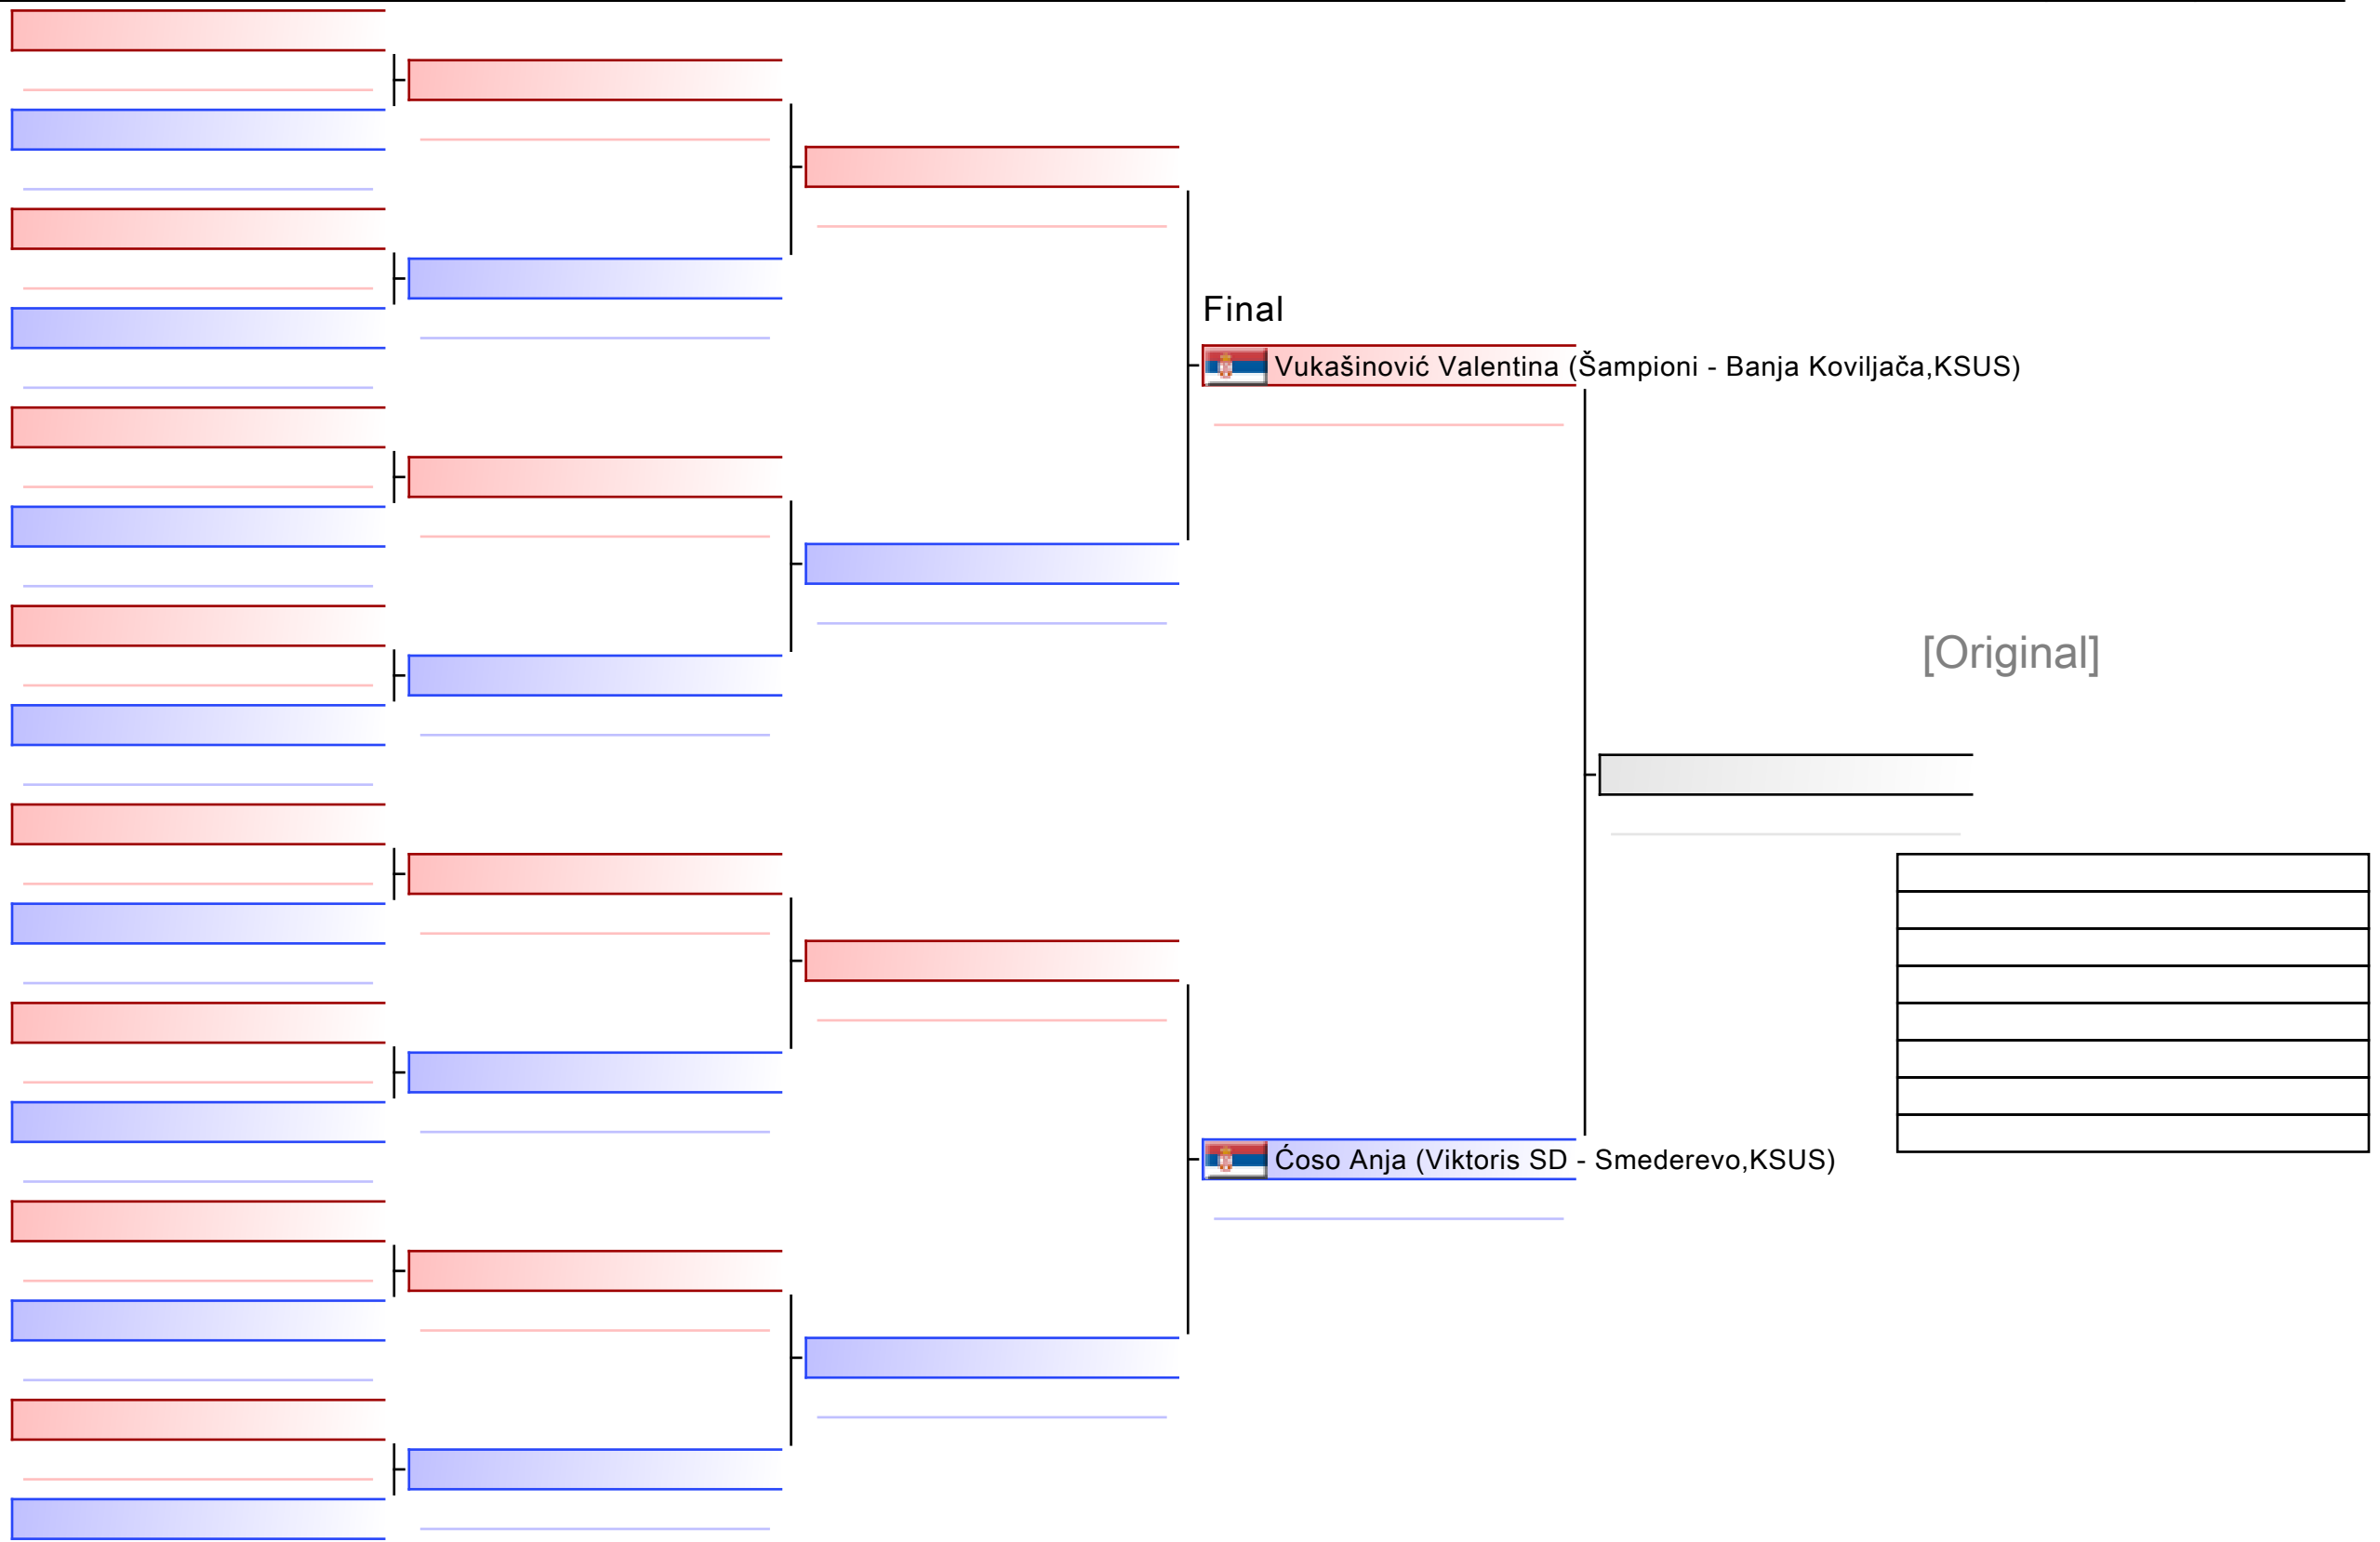 Final
Vukašinović Valentina (Šampioni - Banja Koviljača,KSUS)
[Original]
Ćoso Anja (Viktoris SD - Smederevo,KSUS)